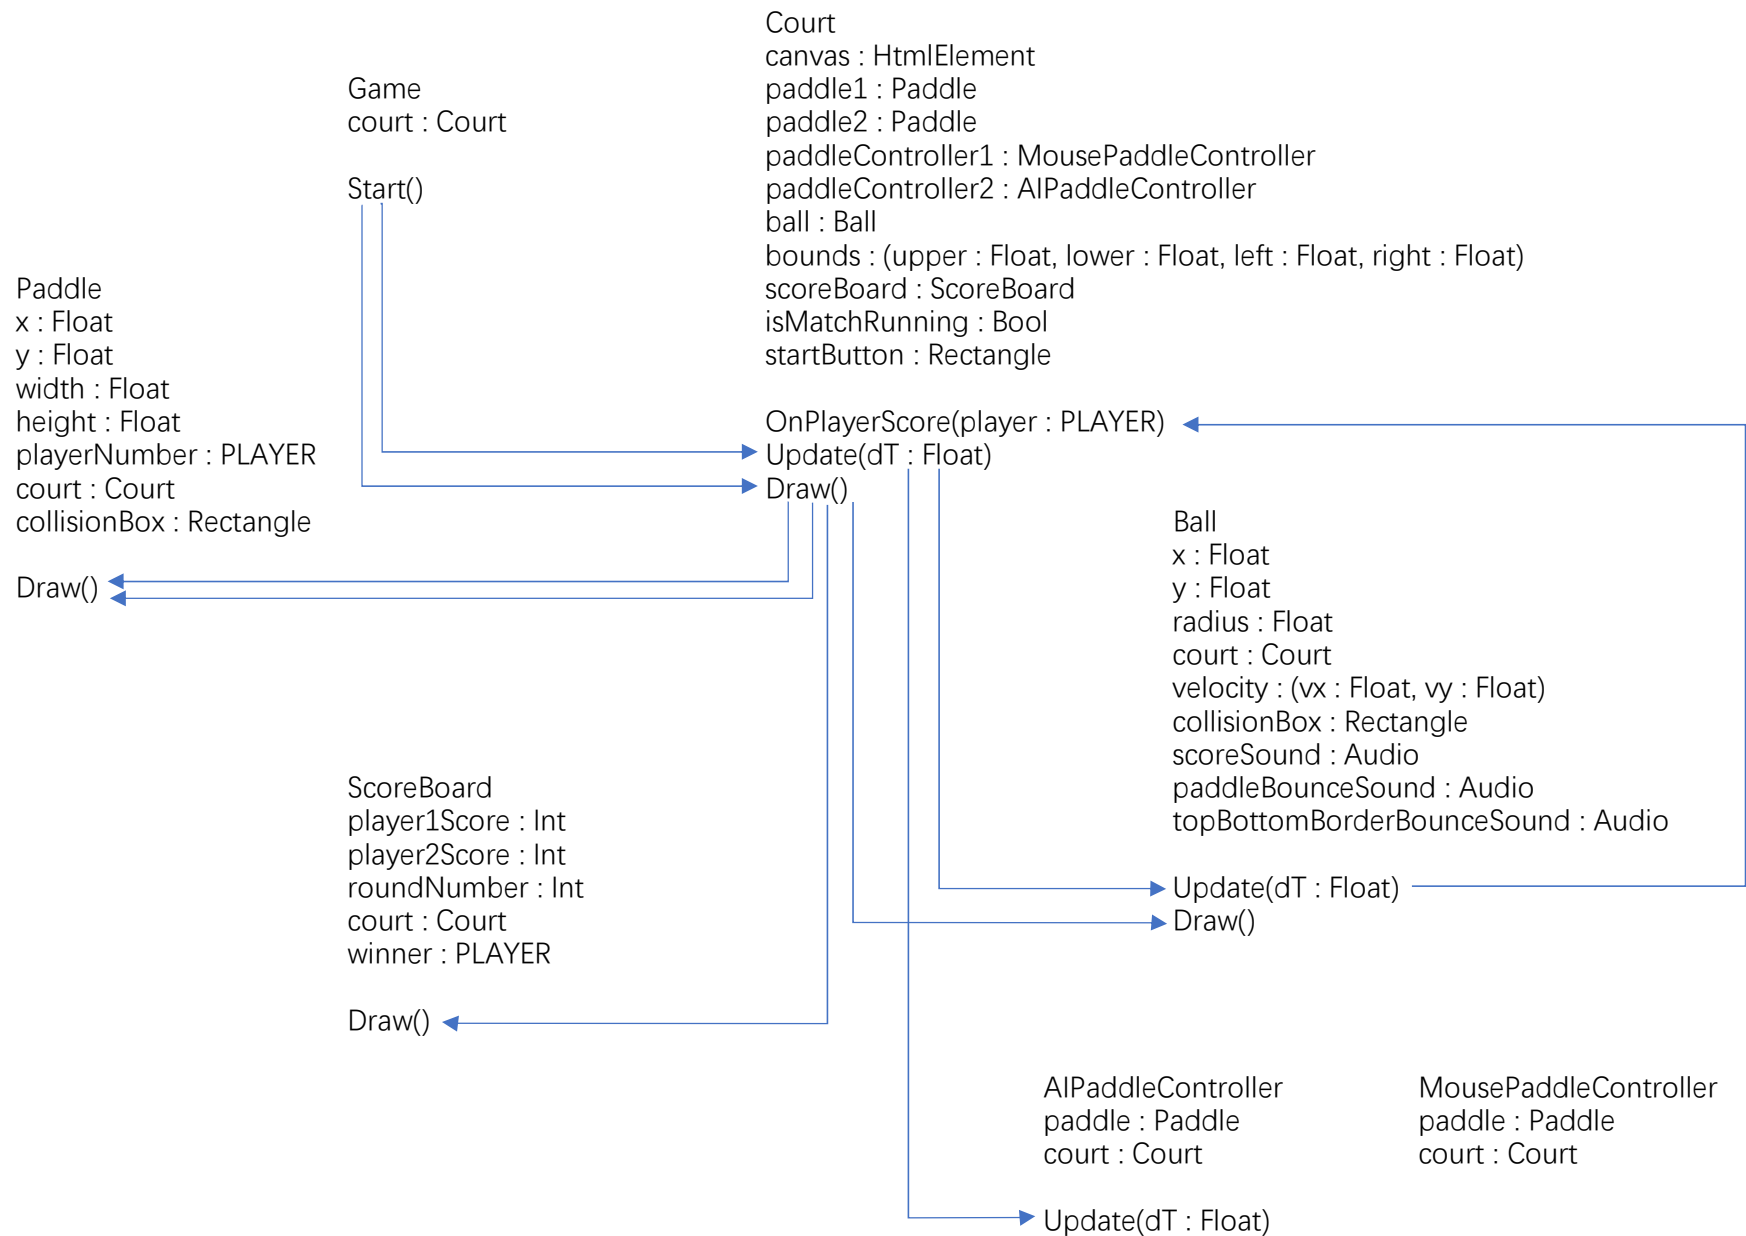 Court
canvas : HtmlElement
paddle1 : Paddle
paddle2 : Paddle
paddleController1 : MousePaddleController
paddleController2 : AIPaddleController
ball : Ball
bounds : (upper : Float, lower : Float, left : Float, right : Float)
scoreBoard : ScoreBoard
isMatchRunning : Bool
startButton : Rectangle
OnPlayerScore(player : PLAYER)
Update(dT : Float)
Draw()
Game
court : Court
Start()
Paddle
x : Float
y : Float
width : Float
height : Float
playerNumber : PLAYER
court : Court
collisionBox : Rectangle
Draw()
Ball
x : Float
y : Float
radius : Float
court : Court
velocity : (vx : Float, vy : Float)
collisionBox : Rectangle
scoreSound : Audio
paddleBounceSound : Audio
topBottomBorderBounceSound : Audio
Update(dT : Float)
Draw()
ScoreBoard
player1Score : Int
player2Score : Int
roundNumber : Int
court : Court
winner : PLAYER
Draw()
AIPaddleController
paddle : Paddle
court : Court
Update(dT : Float)
MousePaddleController
paddle : Paddle
court : Court